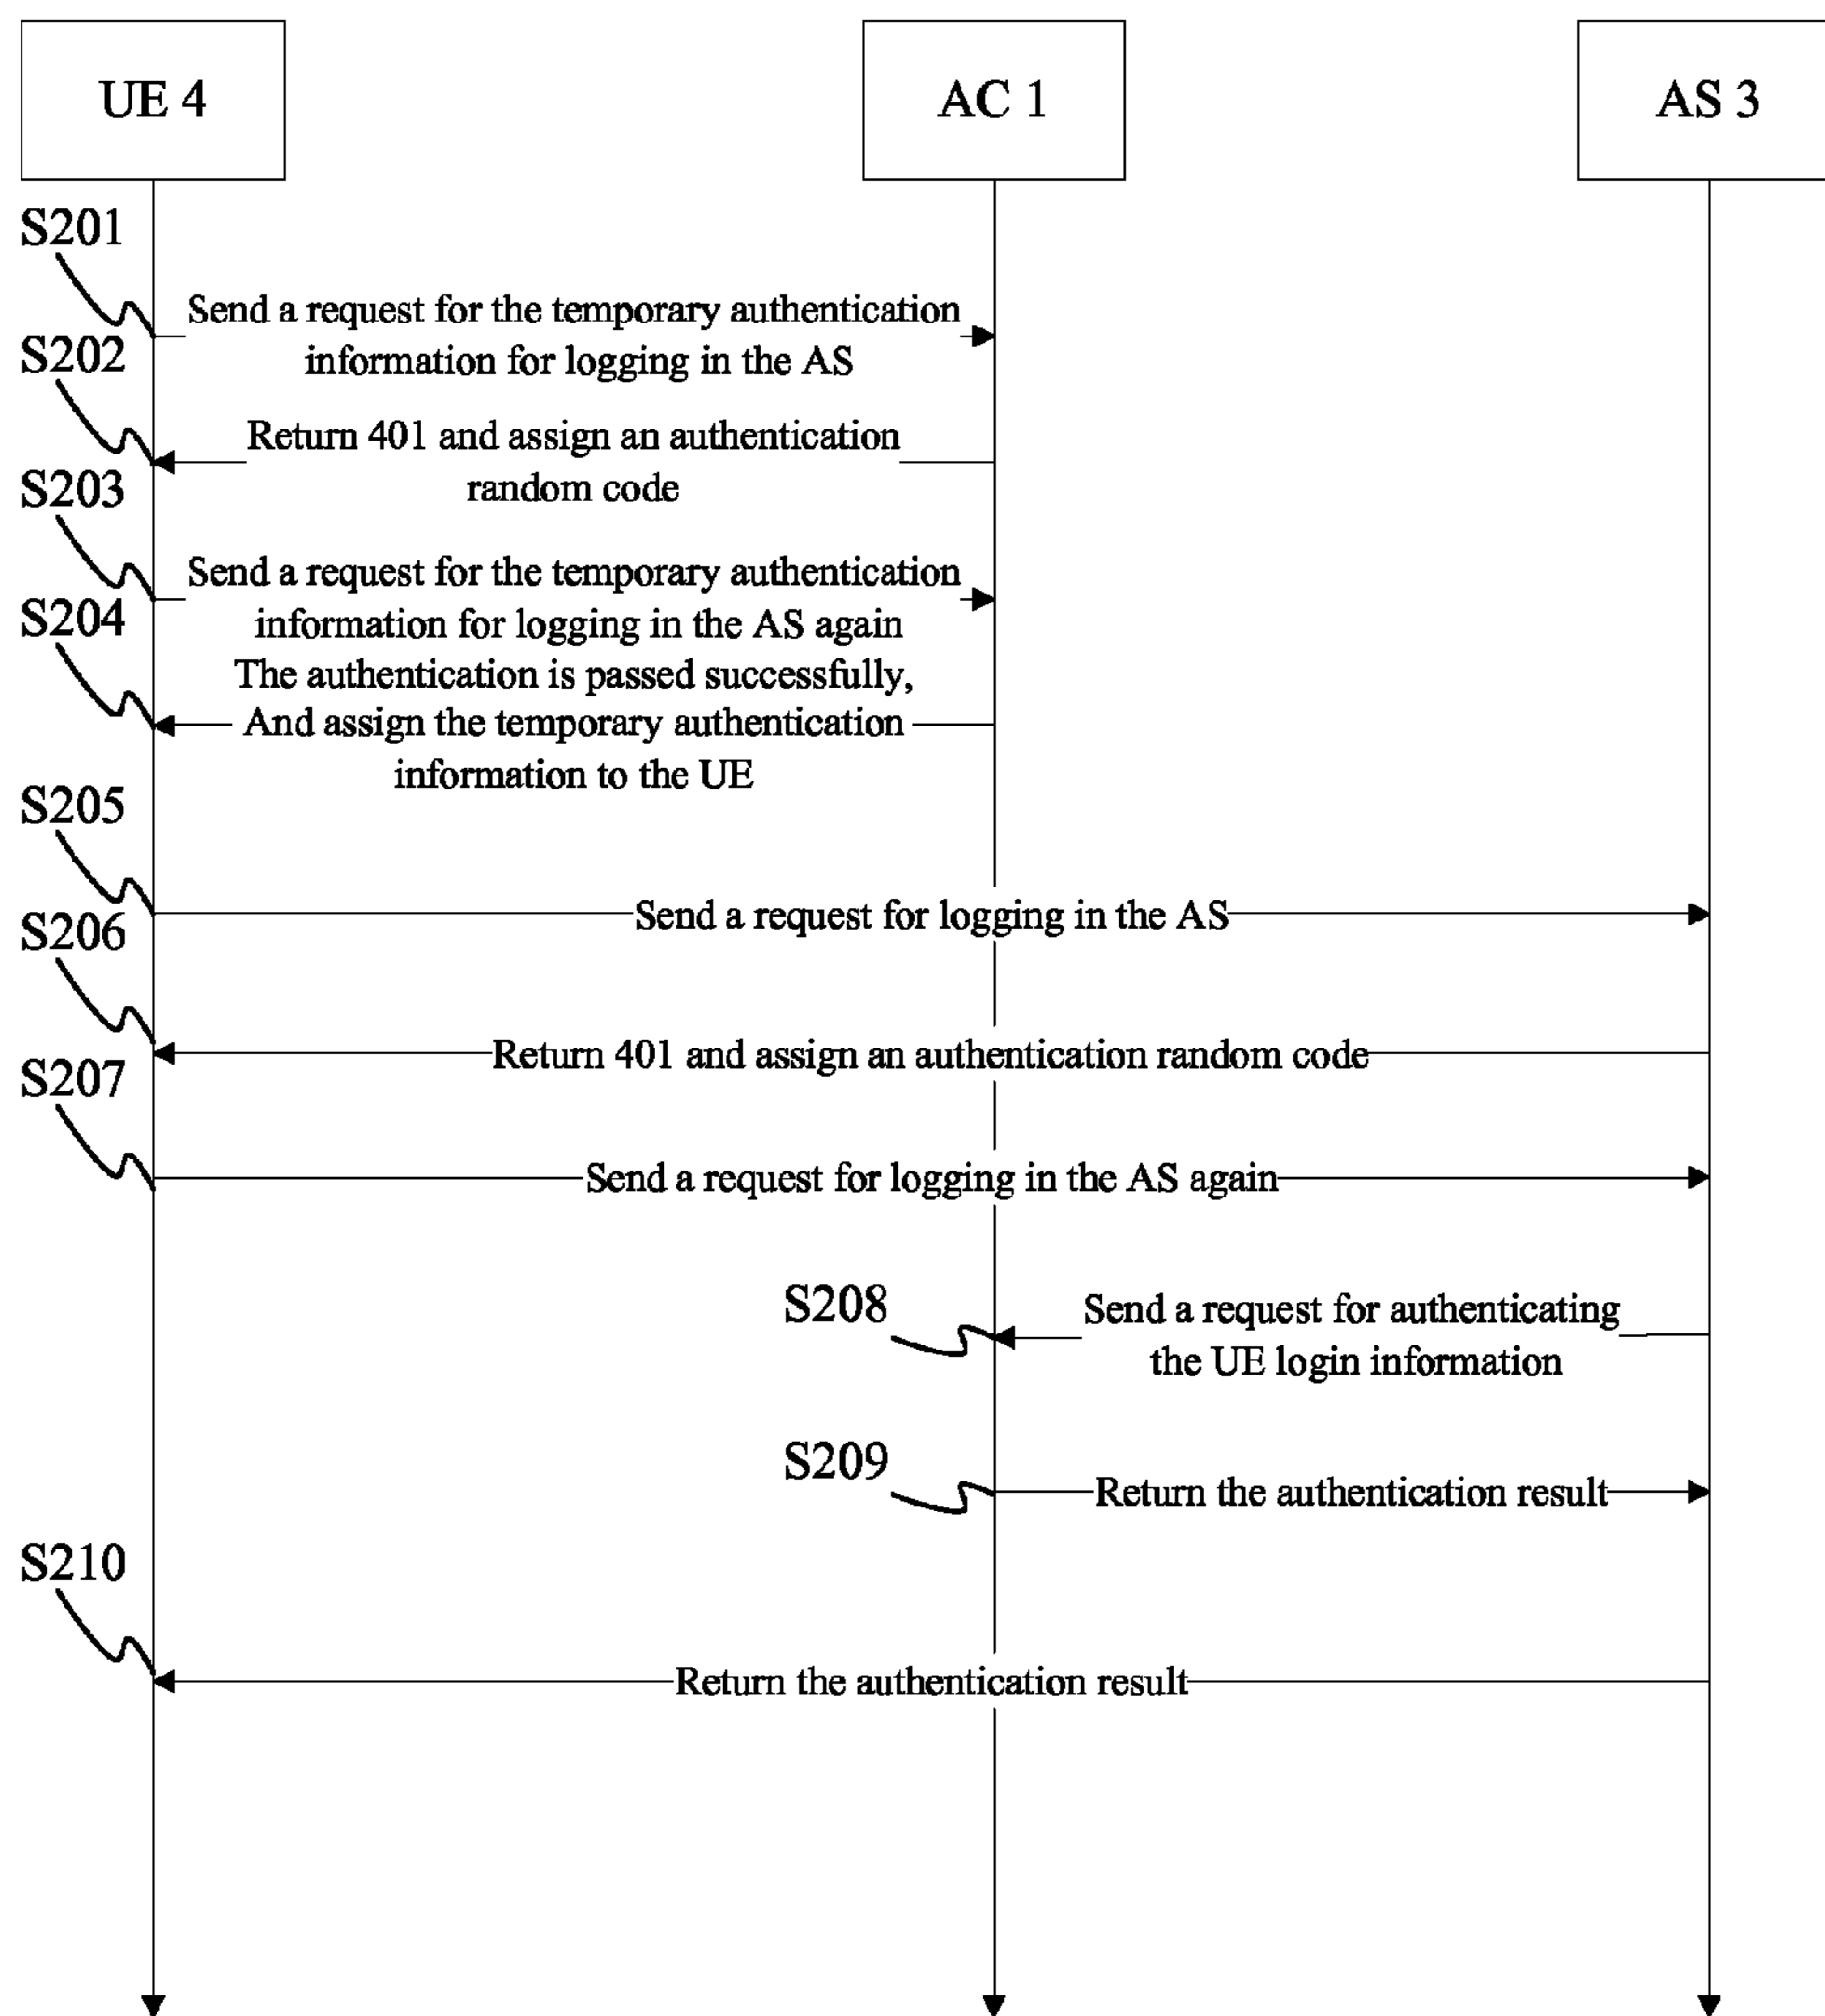 UE 4
AC 1
AS 3
S201
Send a request for the temporary authentication
information for logging in the AS
S202
Return 401 and assign an authentication
random code
S203
Send a request for the temporary authentication
information for logging in the AS again
S204
The authentication is passed successfully,
And assign the temporary authentication
information to the UE
S205
Send a request for logging in the AS
S206
Return 401 and assign an authentication random code
S207
Send a request for logging in the AS again
S208
Send a request for authenticating
the UE login information
S209
Return the authentication result
S210
Return the authentication result